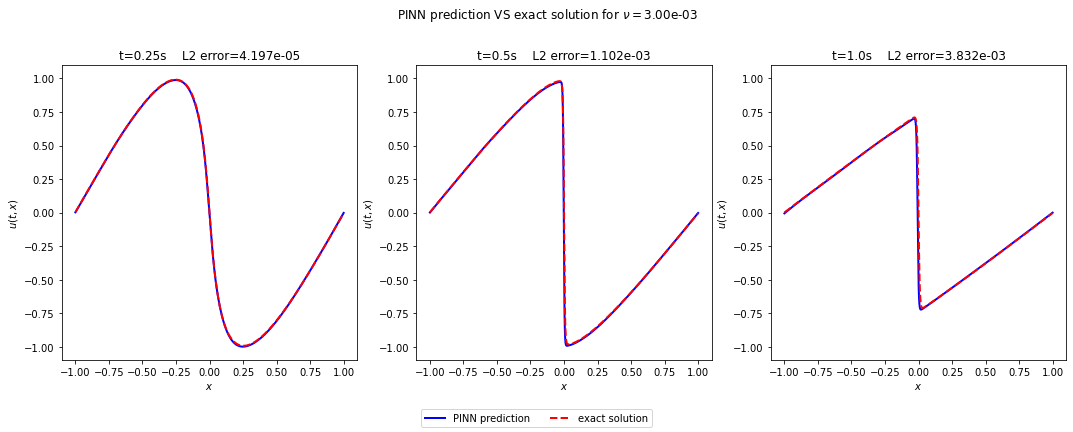 PINN prediction VS exact solution for ν = 3.00e-03
t=0.25s L2 error=4.197e-05
t=0.5s L2 error=1.102e-03
t=1.0s L2 error=3.832e-03
u(t, x)
1.00
0.75
0.50
0.25
0.00
−0.25
−0.50
−0.75
−1.00
−1.00 −0.75 −0.50 −0.25 0.00 0.25 0.50 0.75 1.00
x
u(t, x)
1.00
0.75
0.50
0.25
0.00
−0.25
−0.50
−0.75
−1.00
−1.00 −0.75 −0.50 −0.25 0.00 0.25 0.50 0.75 1.00
x
u(t, x)
1.00
0.75
0.50
0.25
0.00
−0.25
−0.50
−0.75
−1.00
−1.00 −0.75 −0.50 −0.25 0.00 0.25 0.50 0.75 1.00
x
PINN prediction exact solution